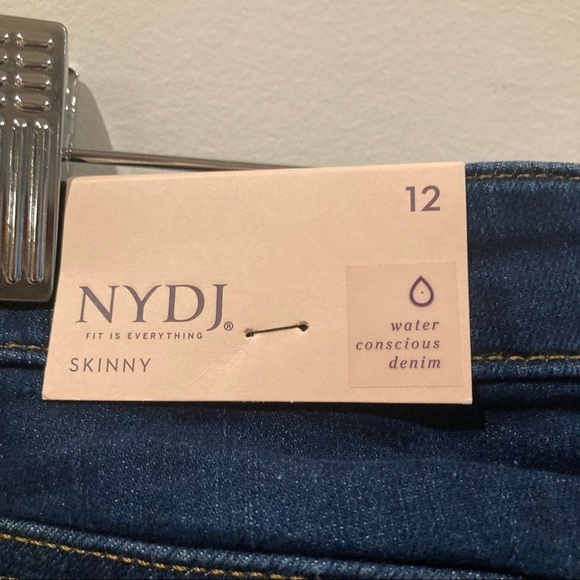 12
NYDJ®
FIT IS EVERYTHING
SKINNY
water
conscious
denim